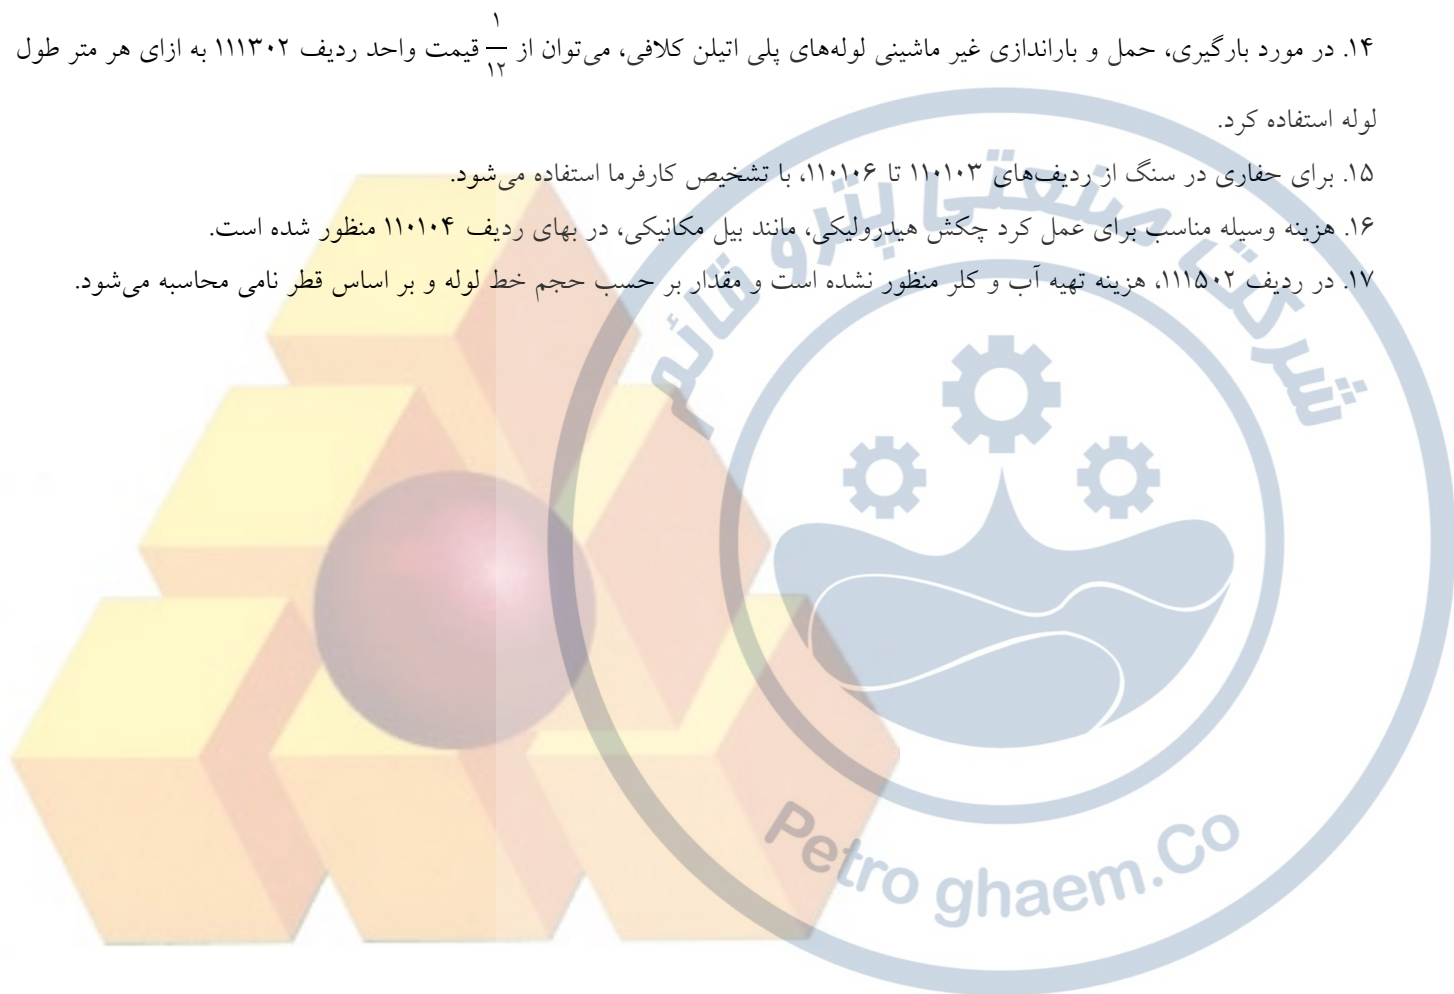 ۱۴. در مورد بارگیری، حمل و باراندازی غیر ماشینی لوله‌های پلی اتیلن کلافی، می‌توان از ۱/۱۲ قیمت واحد ردیف ۱۱۱۳۰۲ به ازای هر متر طول
لوله استفاده کرد.
۱۵. برای حفاری در سنگ از ردیف‌های ۱۱۰۱۰۳ تا ۱۱۰۱۰۶، با تشخیص کارفرما استفاده می‌شود.
۱۶. هزینه وسیله مناسب برای عمل کرد چکش هیدرولیکی، مانند بیل مکانیکی، در بهای ردیف ۱۱۰۱۰۴ منظور شده است.
۱۷. در ردیف ۱۱۱۵۰۲، هزینه تهیه آب و کلر منظور نشده است و مقدار بر حسب حجم خط لوله و بر اساس قطر نامی محاسبه می‌شود.
شرکت صنعتی پترو قائم
Petro ghaem.Co